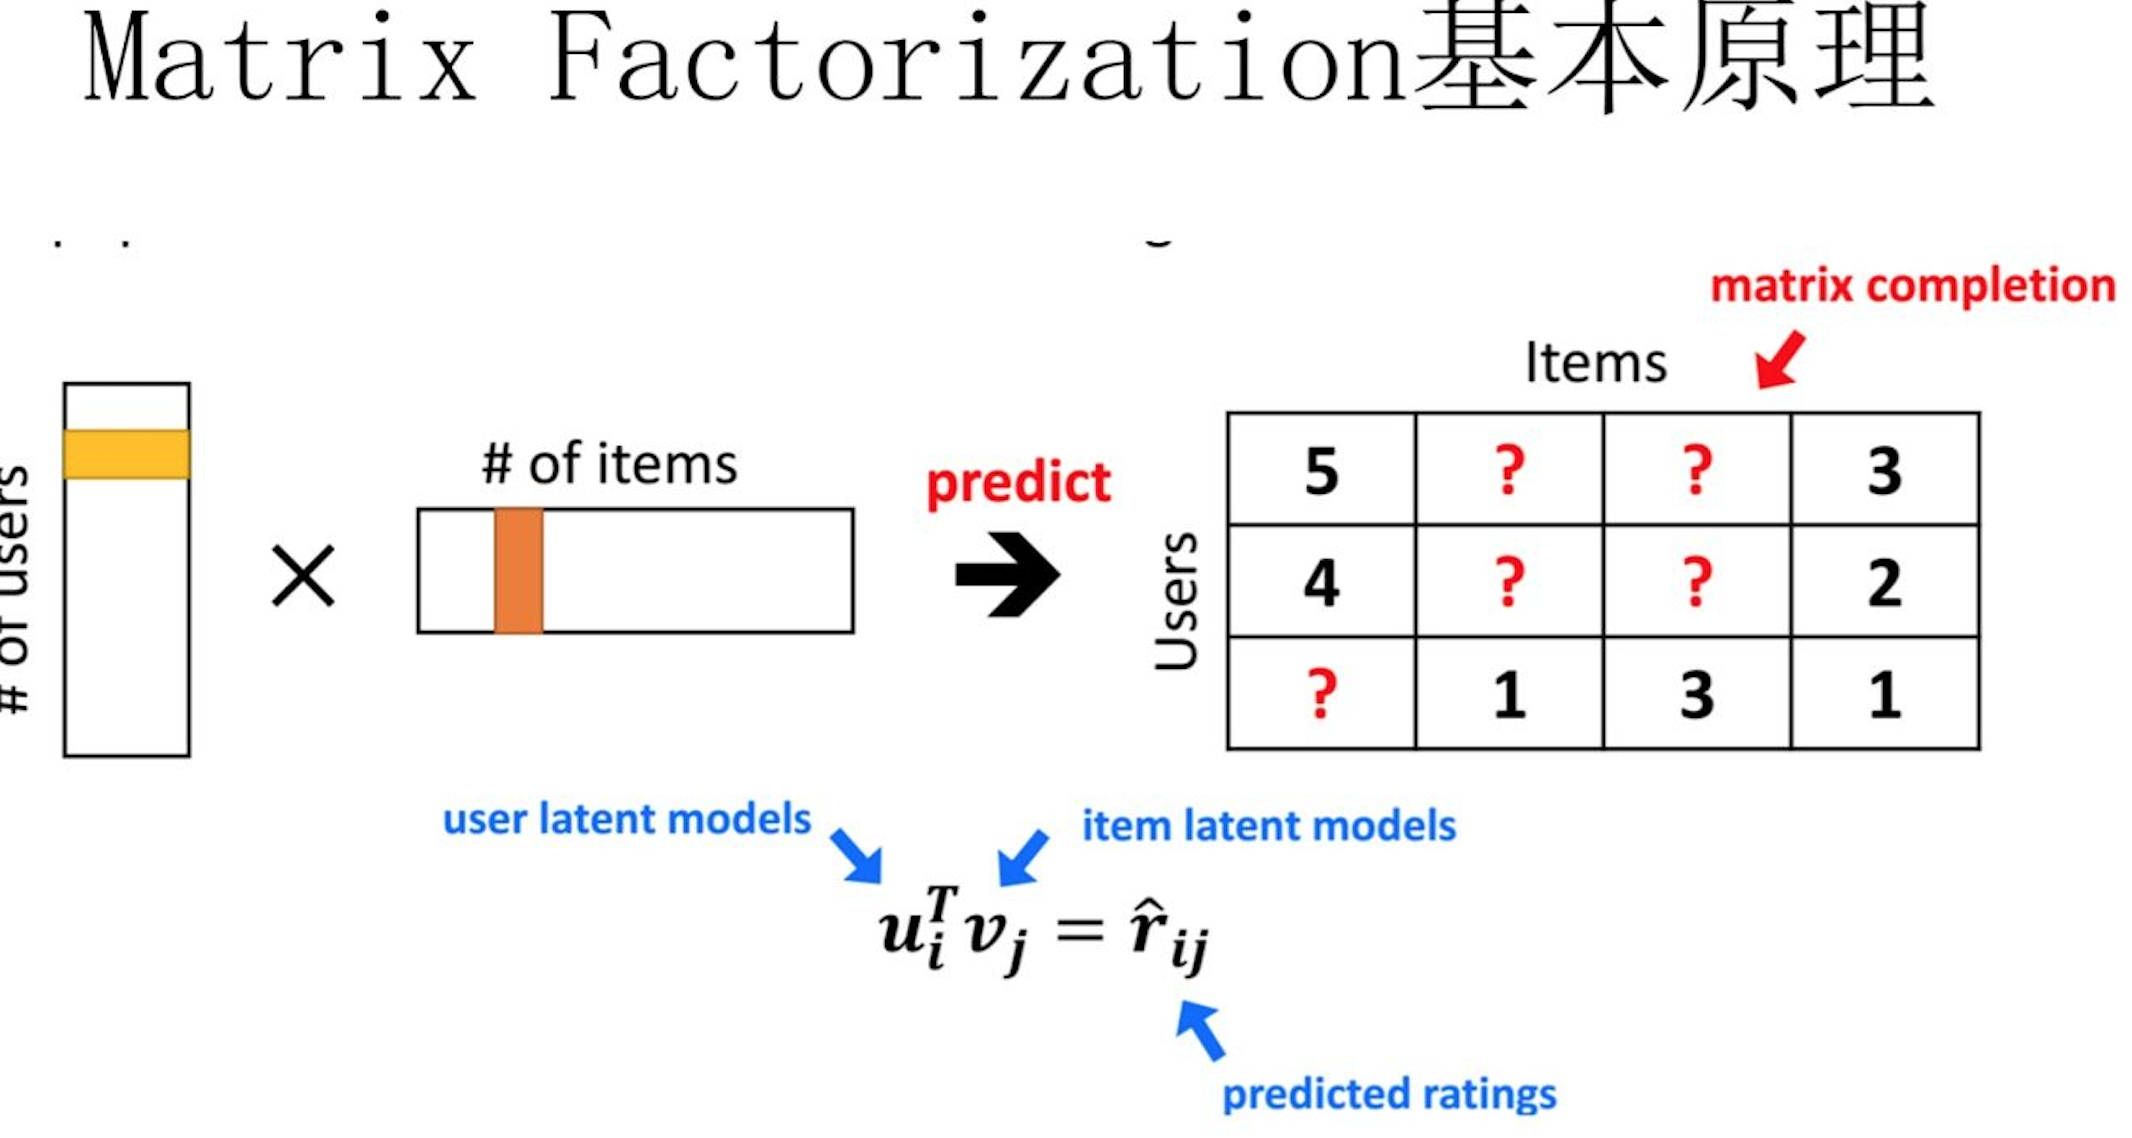 Matrix Factorization基本原理
matrix completion
Items
# of users
# of items
predict
Users
5 ? ? 3
4 ? ? 2
? 1 3 1
user latent models
item latent models
u_i^T v_j = r̂_ij
predicted ratings